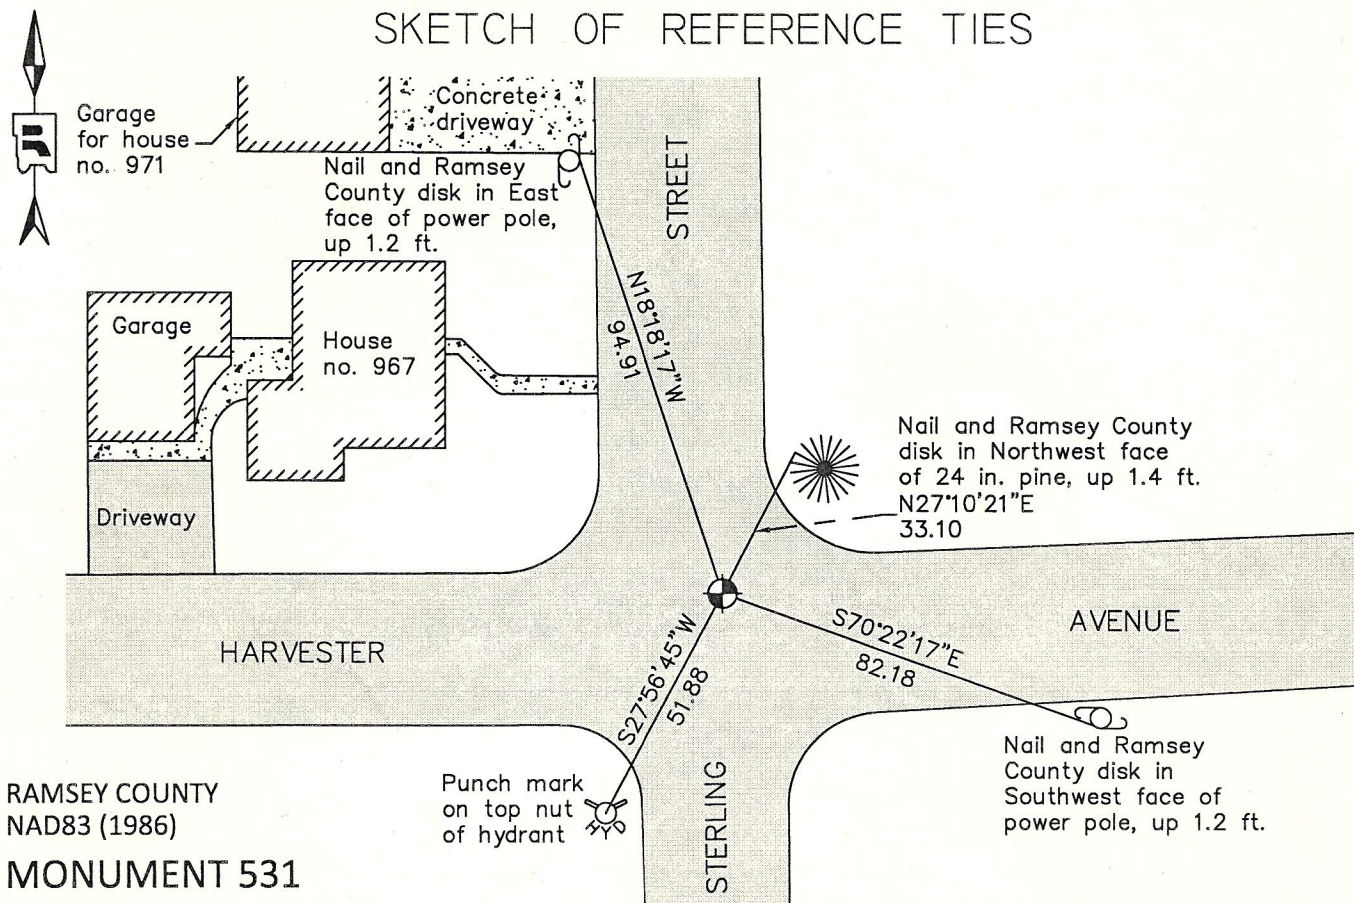 SKETCH OF REFERENCE TIES
Garage
for house
no. 971
Concrete
driveway
Nail and Ramsey
County disk in East
face of power pole,
up 1.2 ft.
STREET
N18°18'17"W
94.91
Garage
House
no. 967
Driveway
Nail and Ramsey County
disk in Northwest face
of 24 in. pine, up 1.4 ft.
N27°10'21"E
33.10
HARVESTER
AVENUE
S70°22'17"E
82.18
S27°56'45"W
51.88
Nail and Ramsey
County disk in
Southwest face of
power pole, up 1.2 ft.
Punch mark
on top nut
of hydrant
HYD
STERLING
RAMSEY COUNTY
NAD83 (1986)
MONUMENT 531